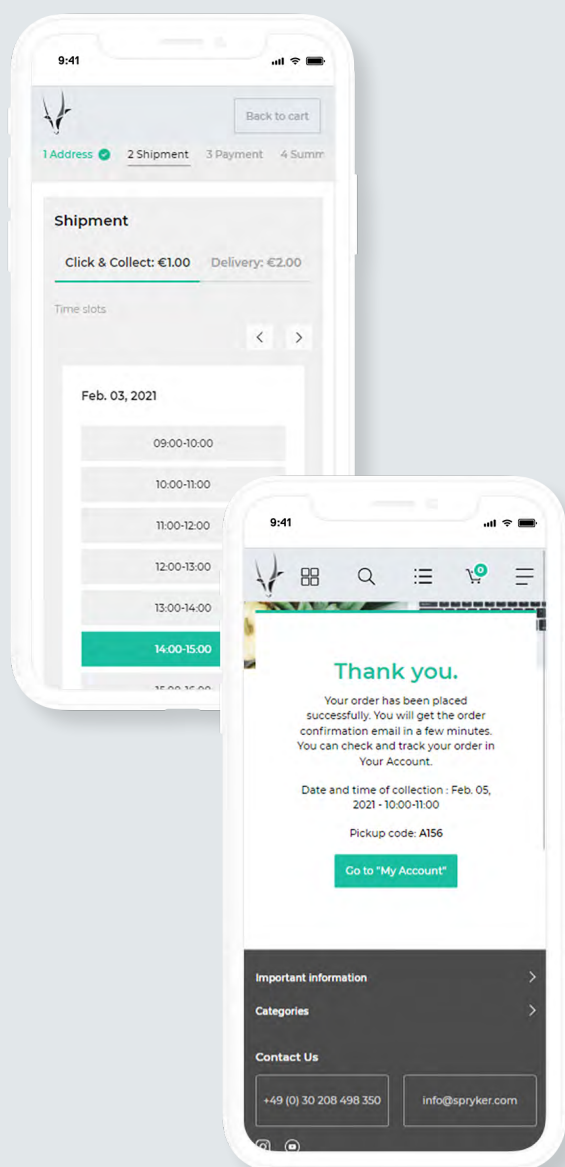 9:41
Back to cart
1 Address 2 Shipment 3 Payment 4 Summ
Shipment
Click & Collect: €1.00 Delivery: €2.00
Time slots
Feb. 03, 2021
09:00-10:00
10:00-11:00
11:00-12:00
12:00-13:00
13:00-14:00
14:00-15:00
15:00-16:00
9:41
0
Thank you.
Your order has been placed
successfully. You will get the order
confirmation email in a few minutes.
You can check and track your order in
Your Account.
Date and time of collection : Feb. 05,
2021 - 10:00-11:00
Pickup code: A156
Go to "My Account"
Important information
Categories
Contact Us
+49 (0) 30 208 498 350
info@spryker.com